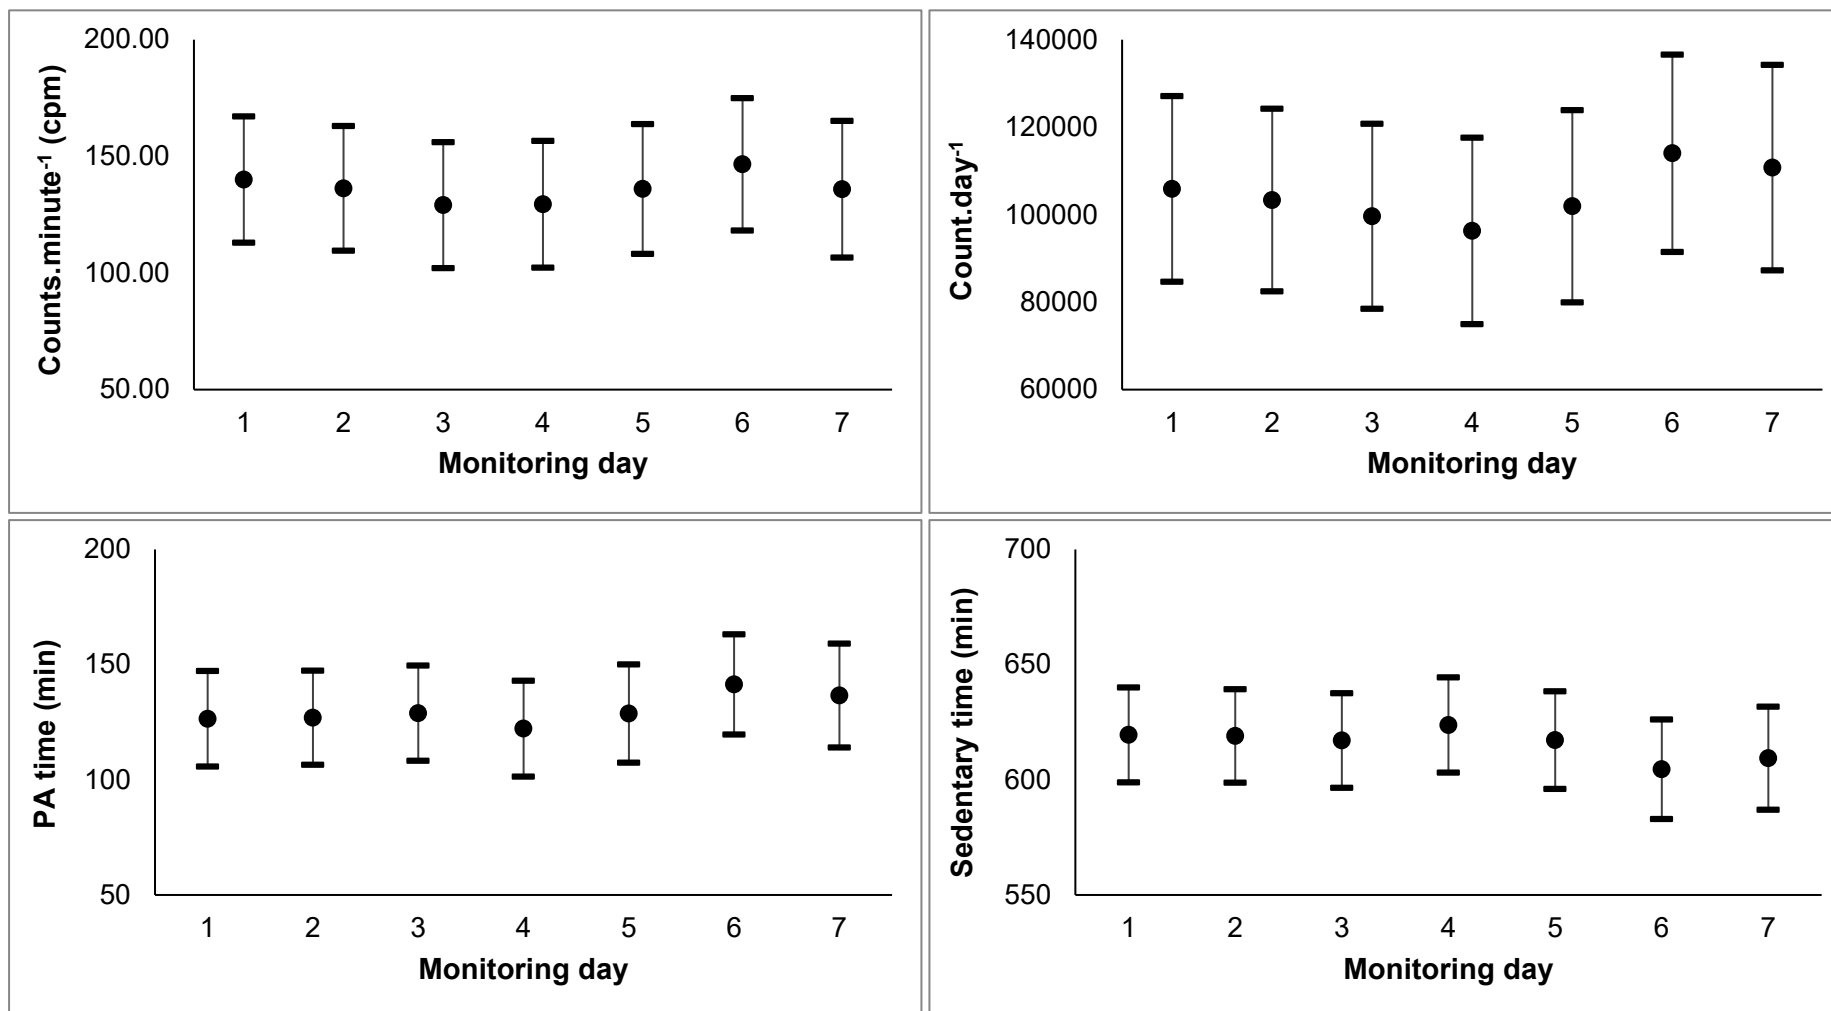 200.00
150.00
100.00
50.00
Counts.minute⁻¹ (cpm)
1 2 3 4 5 6 7
Monitoring day
140000
120000
100000
80000
60000
Count.day⁻¹
1 2 3 4 5 6 7
Monitoring day
200
150
100
50
PA time (min)
1 2 3 4 5 6 7
Monitoring day
700
650
600
550
Sedentary time (min)
1 2 3 4 5 6 7
Monitoring day